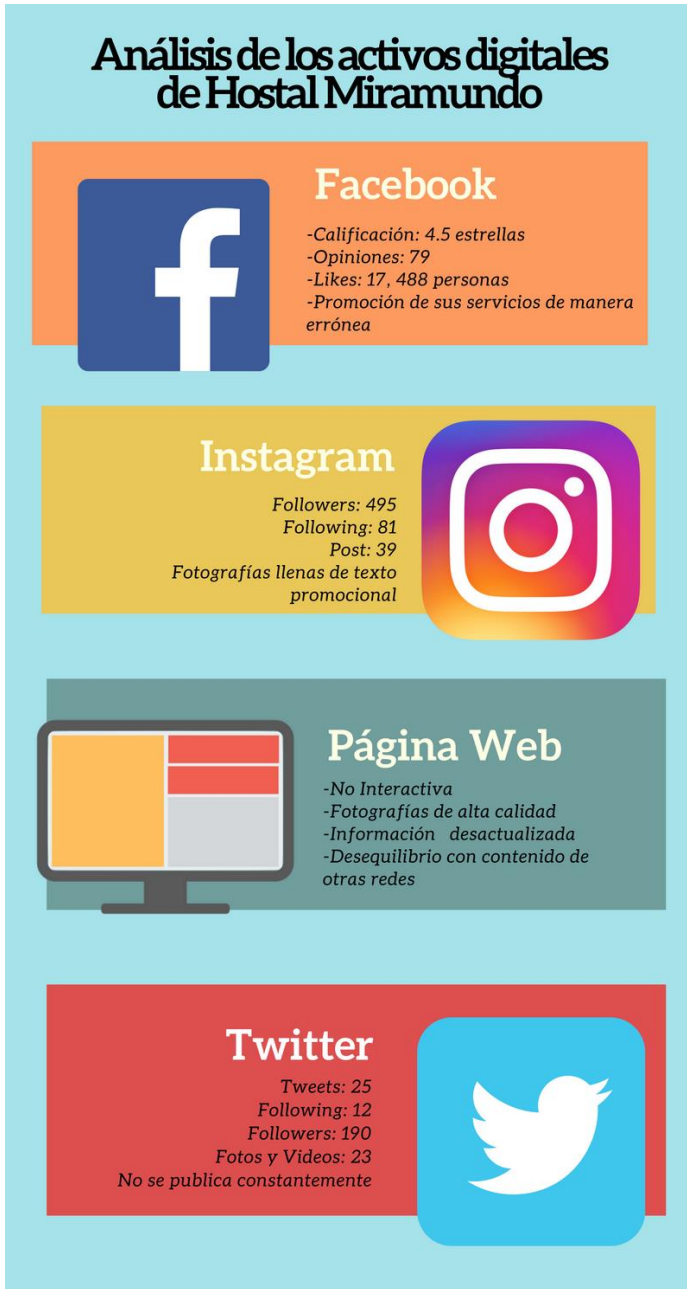 Análisis de los activos digitales
de Hostal Miramundo
Facebook
-Calificación: 4.5 estrellas
-Opiniones: 79
-Likes: 17, 488 personas
-Promoción de sus servicios de manera
errónea
Instagram
Followers: 495
Following: 81
Post: 39
Fotografías llenas de texto
promocional
Página Web
-No Interactiva
-Fotografías de alta calidad
-Información desactualizada
-Desequilibrio con contenido de
otras redes
Twitter
Tweets: 25
Following: 12
Followers: 190
Fotos y Videos: 23
No se publica constantemente